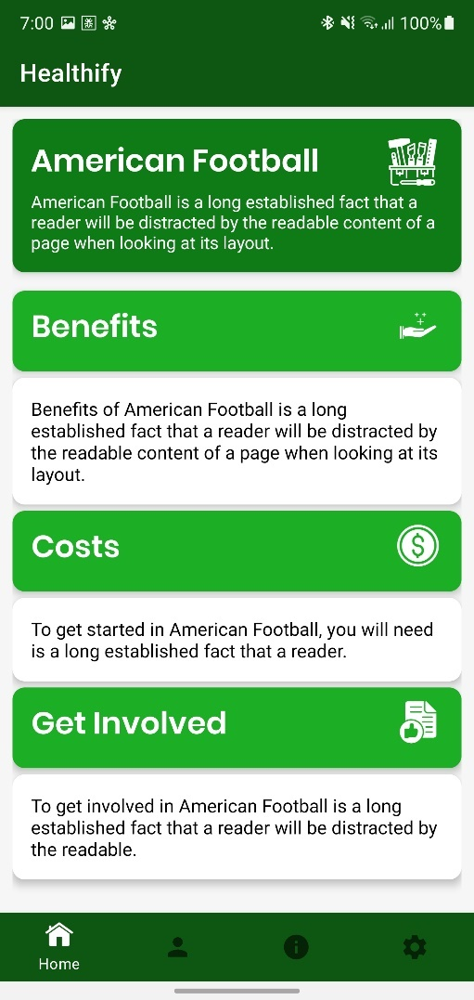 7:00
100%
Healthify
American Football
American Football is a long established fact that a
reader will be distracted by the readable content of a
page when looking at its layout.
Benefits
Benefits of American Football is a long
established fact that a reader will be distracted by
the readable content of a page when looking at its
layout.
Costs
To get started in American Football, you will need
is a long established fact that a reader.
Get Involved
To get involved in American Football is a long
established fact that a reader will be distracted by
the readable.
Home